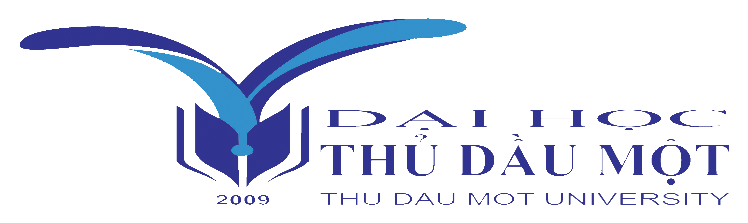 ĐẠI HỌC
THỦ DẦU MỘT
2009
THU DAU MOT UNIVERSITY